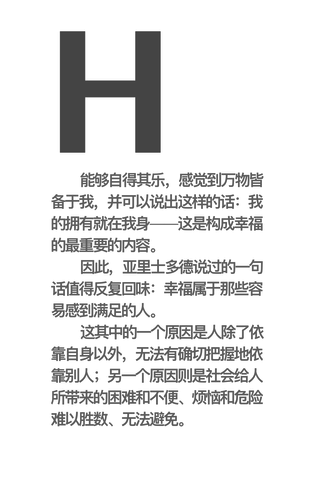 H
能够自得其乐，感觉到万物皆
备于我，并可以说出这样的话：我
的拥有就在我身——这是构成幸福
的最重要的内容。
因此，亚里士多德说过的一句
话值得反复回味：幸福属于那些容
易感到满足的人。
这其中的一个原因是人除了依
靠自身以外，无法有确切把握地依
靠别人；另一个原因则是社会给人
所带来的困难和不便、烦恼和危险
难以胜数、无法避免。